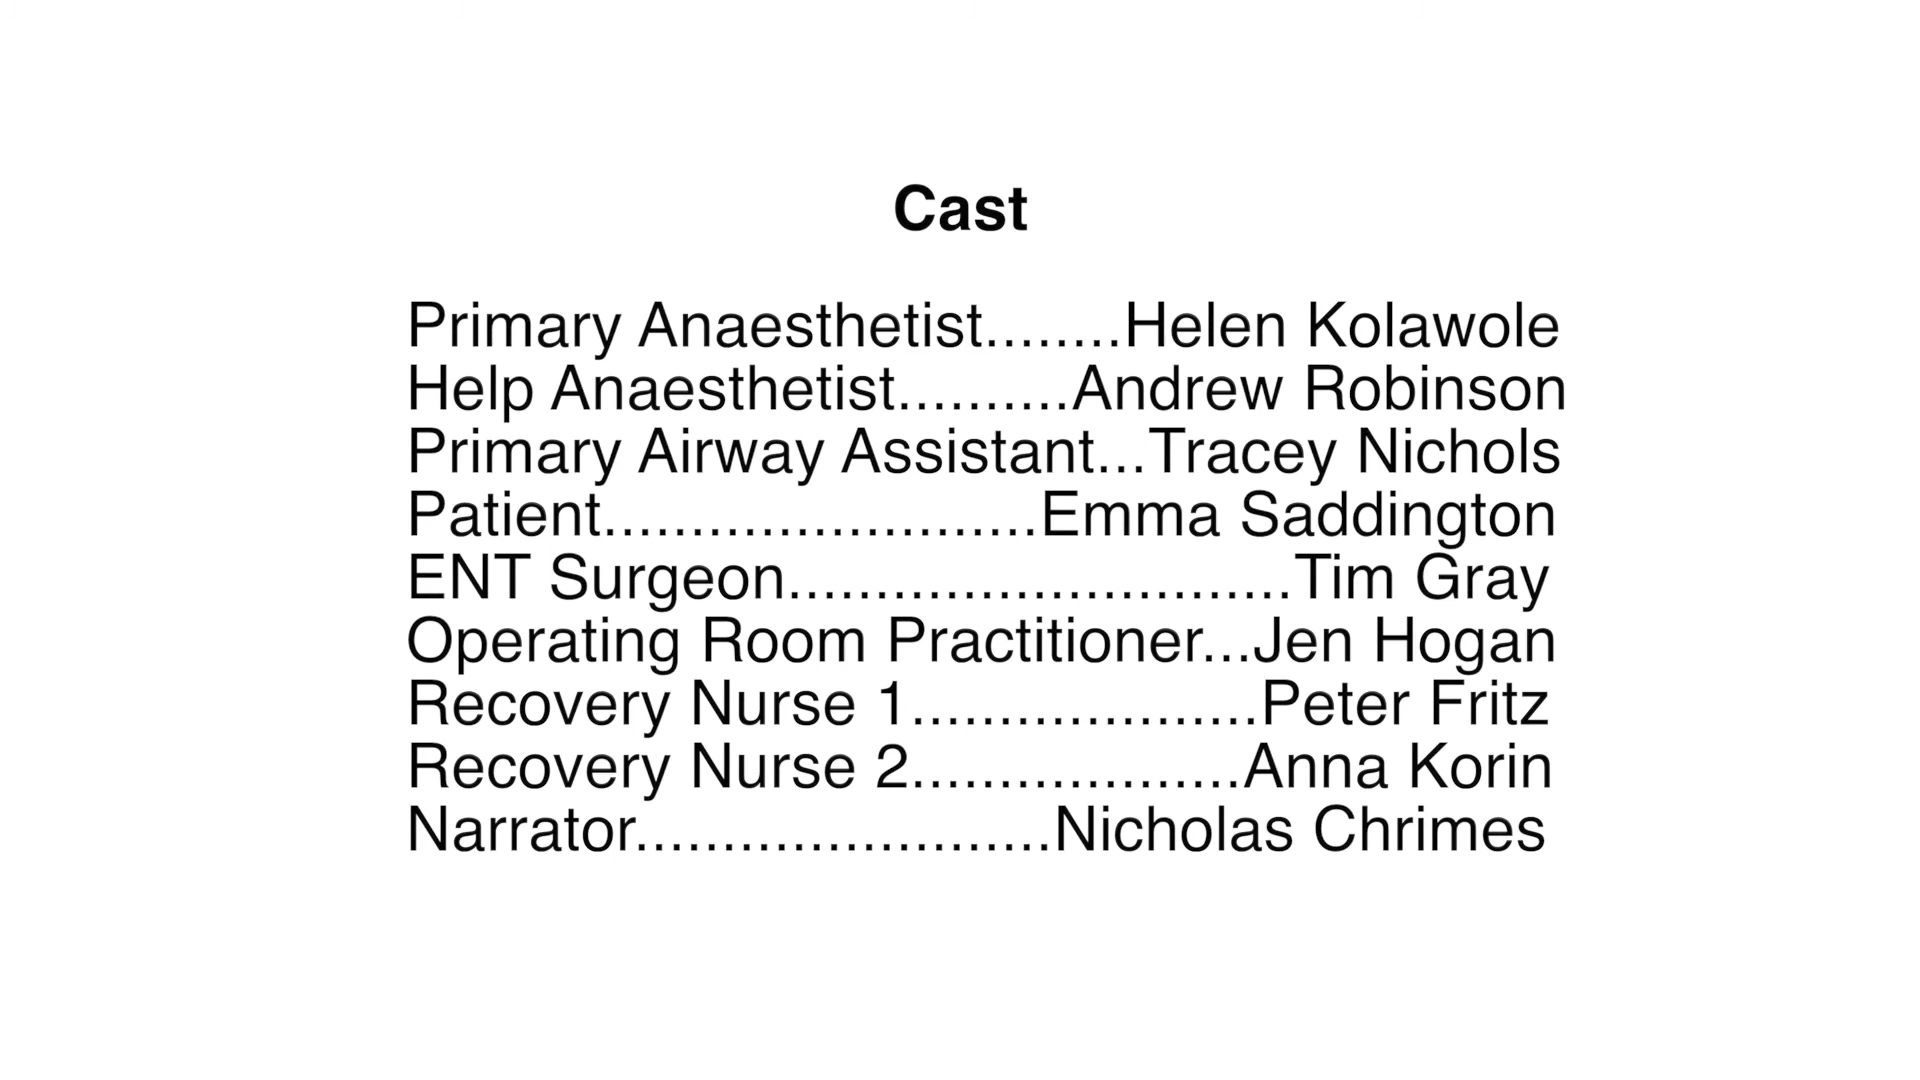 Cast
Primary Anaesthetist........Helen Kolawole
Help Anaesthetist..........Andrew Robinson
Primary Airway Assistant...Tracey Nichols
Patient.........................Emma Saddington
ENT Surgeon.............................Tim Gray
Operating Room Practitioner...Jen Hogan
Recovery Nurse 1....................Peter Fritz
Recovery Nurse 2...................Anna Korin
Narrator........................Nicholas Chrimes